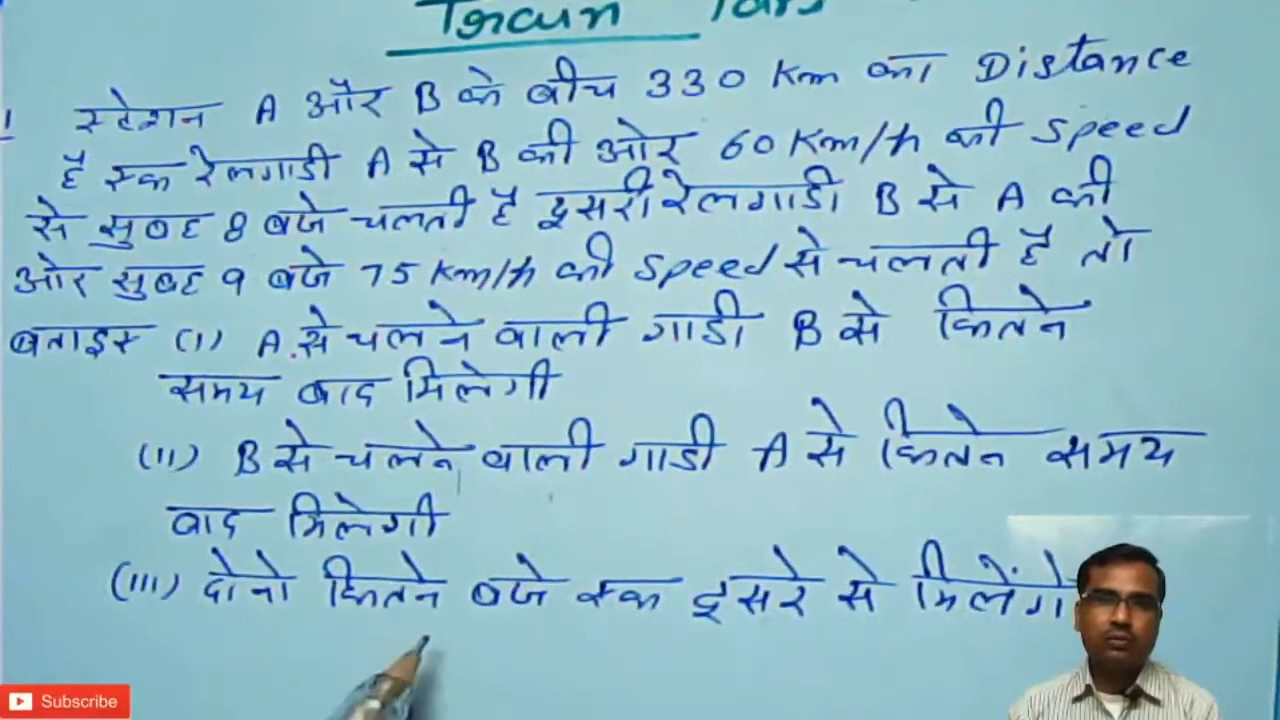 Train
1 स्टेशन A और B के बीच 330 Km का Distance
है एक रेलगाडी A से B की ओर 60 Km/h की Speed
से सुबह 8 बजे चलती है दूसरी रेलगाडी B से A की
ओर सुबह 9 बजे 75 Km/h की Speed से चलती है तो
बताइए (I) A से चलने वाली गाडी B से कितने
समय बाद मिलेगी
(II) B से चलने वाली गाडी A से कितने समय
बाद मिलेगी
(III) दोनो कितने बजे एक दूसरे से मिलेंगे
Subscribe